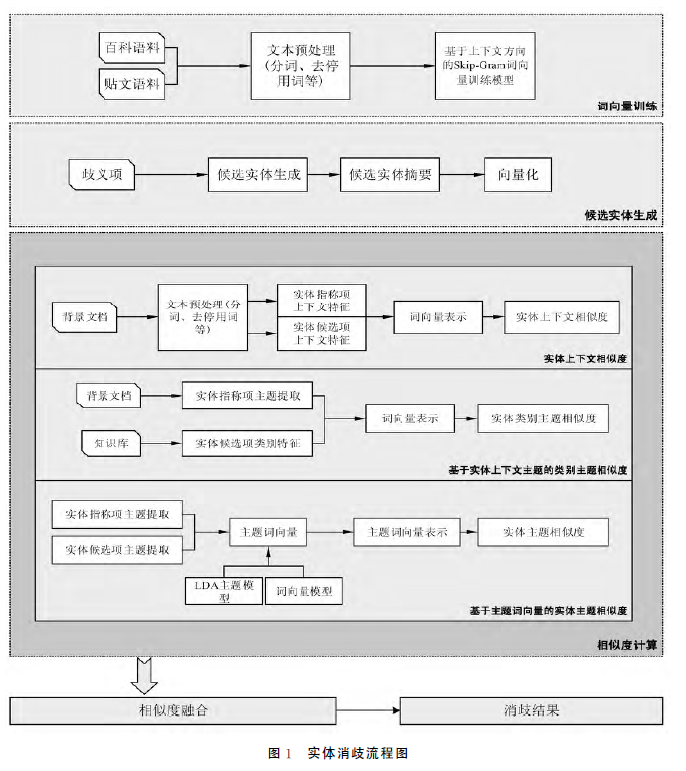 百科语料
贴文语料
文本预处理
(分词、去停
用词等)
基于上下文方向
的Skip-Gram词向
量训练模型
词向量训练
歧义项
候选实体生成
候选实体摘要
向量化
候选实体生成
背景文档
文本预处理(分
词、去停用词
等)
实体指称项
上下文特征
实体候选项
上下文特征
词向量表示
实体上下文相似度
实体上下文相似度
背景文档
实体指称项主题提取
知识库
实体候选项类别特征
词向量表示
实体类别主题相似度
基于实体上下文主题的类别主题相似度
实体指称项主题提取
实体候选项主题提取
主题词向量
主题词向量表示
实体主题相似度
LDA主题模
型
词向量模型
基于主题词向量的实体主题相似度
相似度计算
相似度融合
消歧结果
图 1 实体消歧流程图